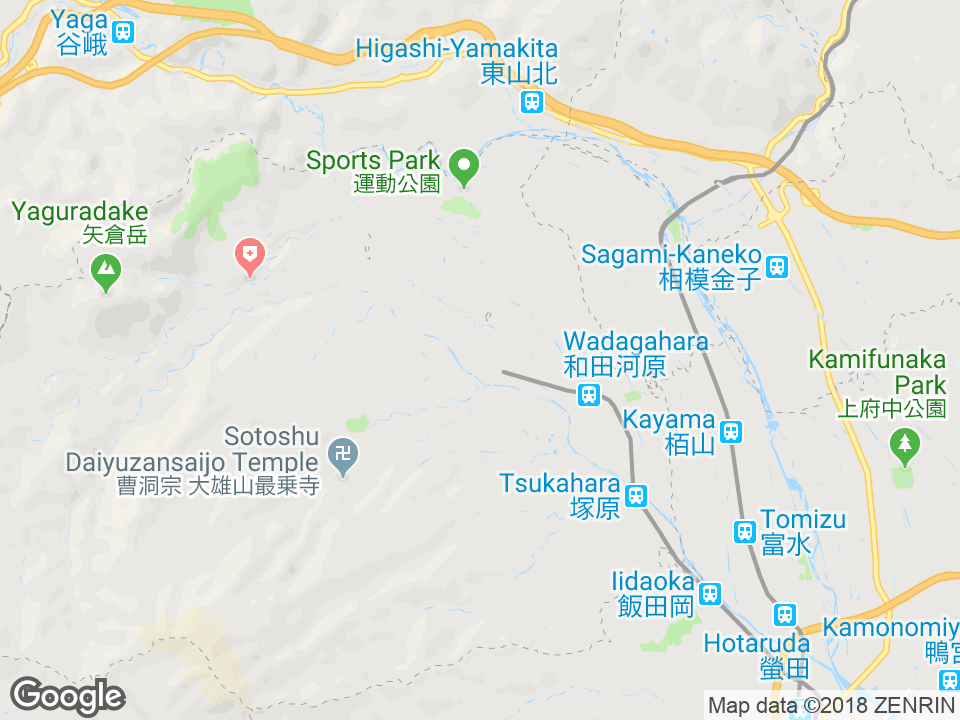 Yaga
谷峨
Higashi-Yamakita
東山北
Sports Park
運動公園
Yaguradake
矢倉岳
Sagami-Kaneko
相模金子
Wadagahara
和田河原
Kamifunaka
Park
上府中公園
Kayama
栢山
Sotoshu
Daiyuzansaijo Temple
曹洞宗 大雄山最乗寺
Tsukahara
塚原
Tomizu
富水
Iidaoka
飯田岡
Hotaruda
螢田
Kamonomiy
鴨宮
Google
Map data ©2018 ZENRIN